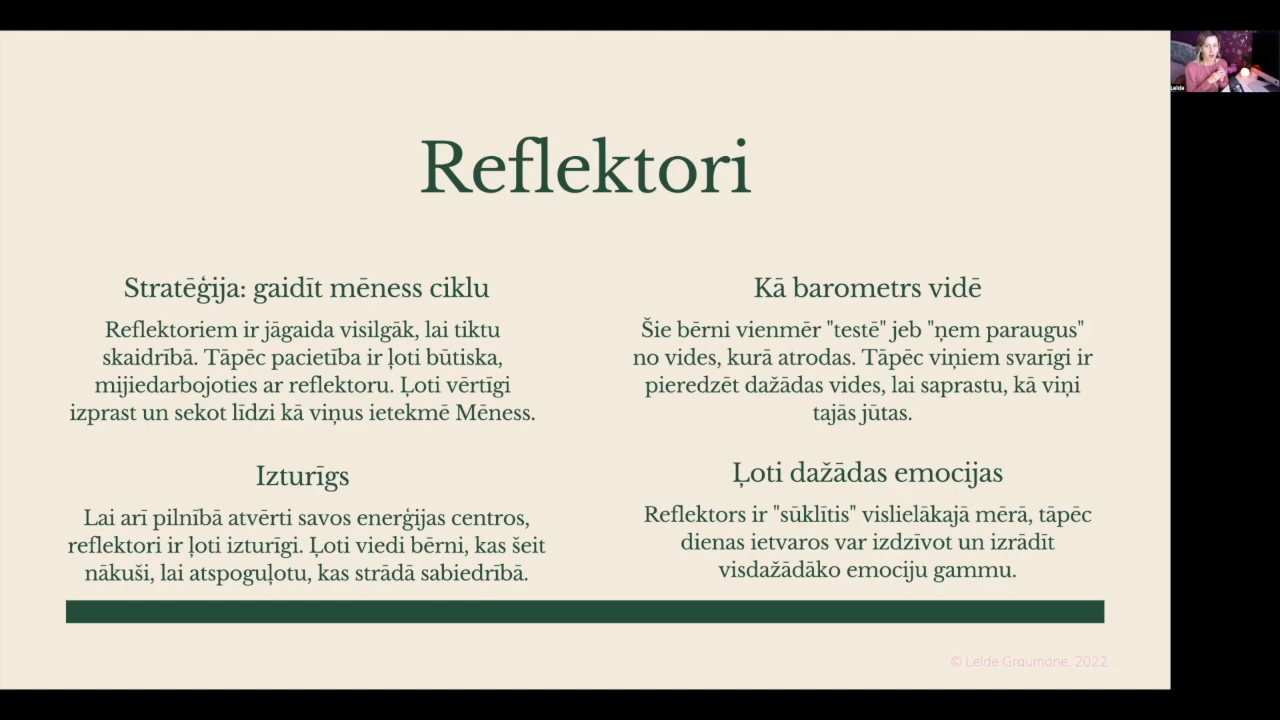 Reflektori
Stratēģija: gaidīt mēness ciklu
Reflektoriem ir jāgaida visilgāk, lai tiktu
skaidrībā. Tāpēc pacietība ir ļoti būtiska,
mijiedarbojoties ar reflektoru. Ļoti vērtīgi
izprast un sekot līdzi kā viņus ietekmē Mēness.
Izturīgs
Lai arī pilnībā atvērti savos enerģijas centros,
reflektori ir ļoti izturīgi. Ļoti viedi bērni, kas šeit
nākuši, lai atspoguļotu, kas strādā sabiedrībā.
Kā barometrs vidē
Šie bērni vienmēr "testē" jeb "ņem paraugus"
no vides, kurā atrodas. Tāpēc viņiem svarīgi ir
pieredzēt dažādas vides, lai saprastu, kā viņi
tajās jūtas.
Ļoti dažādas emocijas
Reflektors ir "sūklītis" vislielākajā mērā, tāpēc
dienas ietvaros var izdzīvot un izrādīt
visdažādāko emociju gammu.
© Lelde Graumane, 2022
Lelde